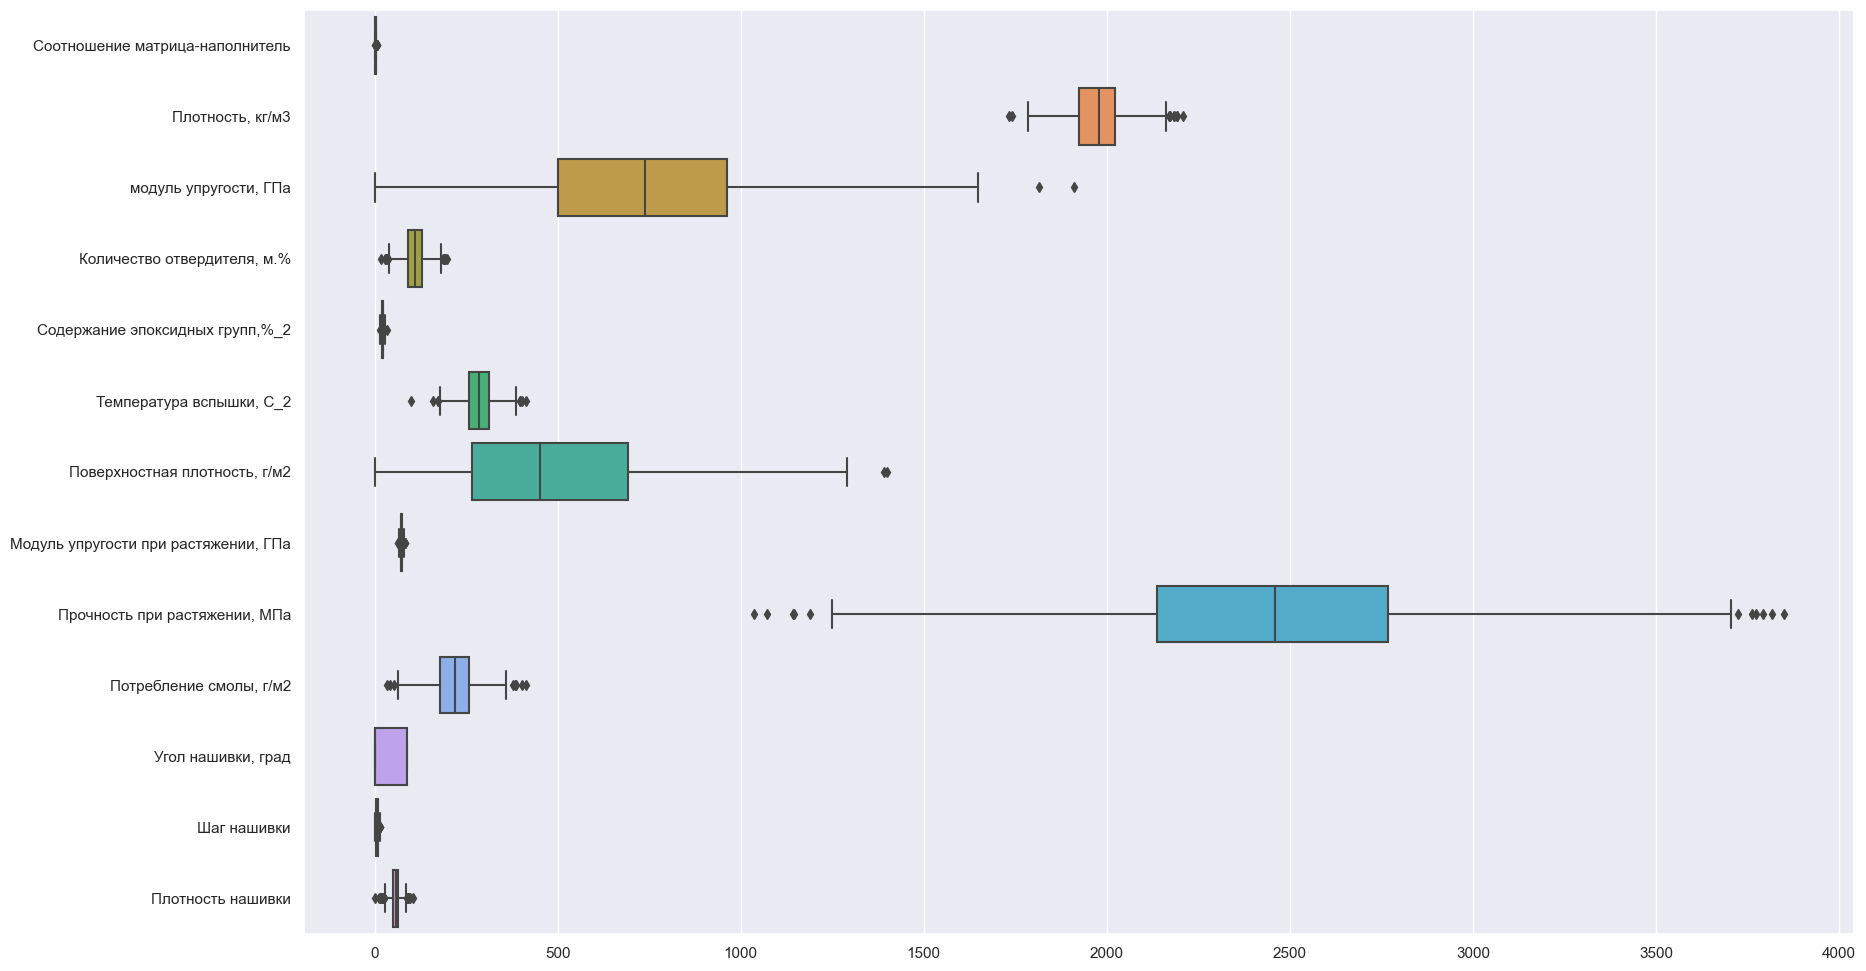 Соотношение матрица-наполнитель
Плотность, кг/м3
модуль упругости, ГПа
Количество отвердителя, м.%
Содержание эпоксидных групп,%_2
Температура вспышки, С_2
Поверхностная плотность, г/м2
Модуль упругости при растяжении, ГПа
Прочность при растяжении, МПа
Потребление смолы, г/м2
Угол нашивки, град
Шаг нашивки
Плотность нашивки
0 500 1000 1500 2000 2500 3000 3500 4000